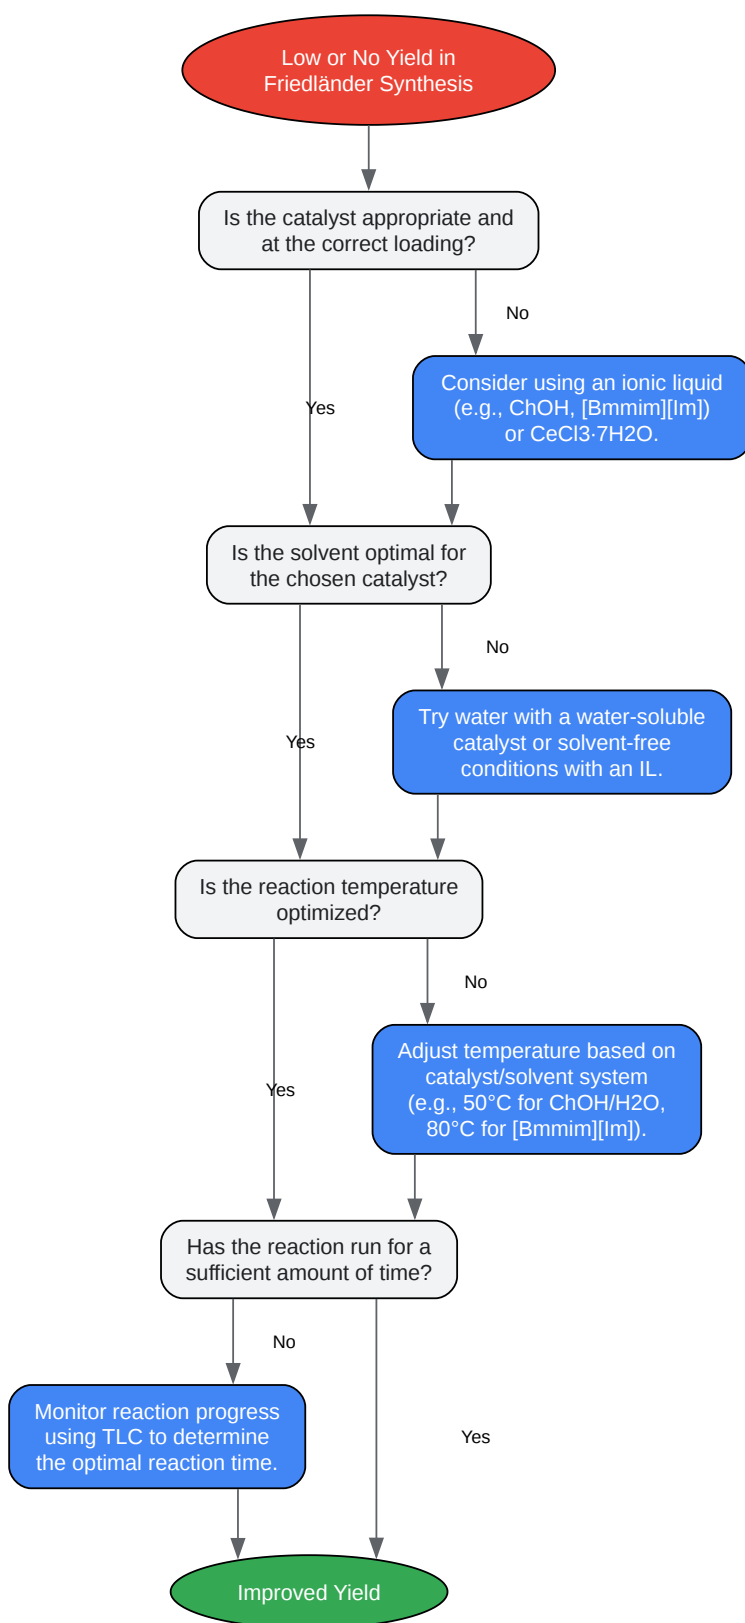 Low or No Yield in
Friedländer Synthesis
Is the catalyst appropriate and
at the correct loading?
No
Consider using an ionic liquid
(e.g., ChOH, [Bmmim][Im])
or CeCl3·7H2O.
Yes
Is the solvent optimal for
the chosen catalyst?
No
Try water with a water-soluble
catalyst or solvent-free
conditions with an IL.
Yes
Is the reaction temperature
optimized?
No
Adjust temperature based on
catalyst/solvent system
(e.g., 50°C for ChOH/H2O,
80°C for [Bmmim][Im]).
Yes
Has the reaction run for a
sufficient amount of time?
No
Monitor reaction progress
using TLC to determine
the optimal reaction time.
Yes
Improved Yield